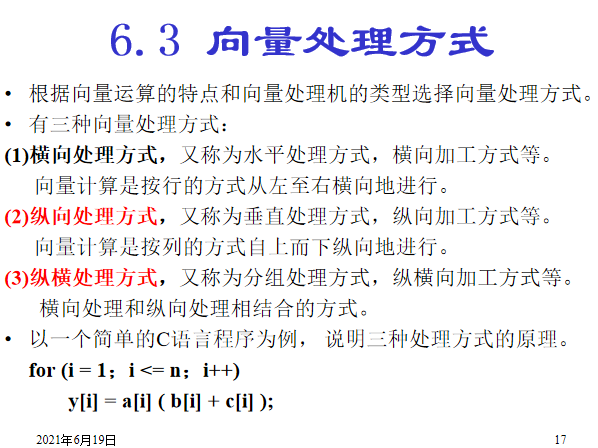 6.3 向量处理方式
• 根据向量运算的特点和向量处理机的类型选择向量处理方式。
• 有三种向量处理方式：
(1)横向处理方式，又称为水平处理方式，横向加工方式等。
向量计算是按行的方式从左至右横向地进行。
(2)纵向处理方式，又称为垂直处理方式，纵向加工方式等。
向量计算是按列的方式自上而下纵向地进行。
(3)纵横处理方式，又称为分组处理方式，纵横向加工方式等。
横向处理和纵向处理相结合的方式。
• 以一个简单的C语言程序为例， 说明三种处理方式的原理。
for (i = 1；i <= n；i++)
y[i] = a[i] ( b[i] + c[i] );
2021年6月19日 17